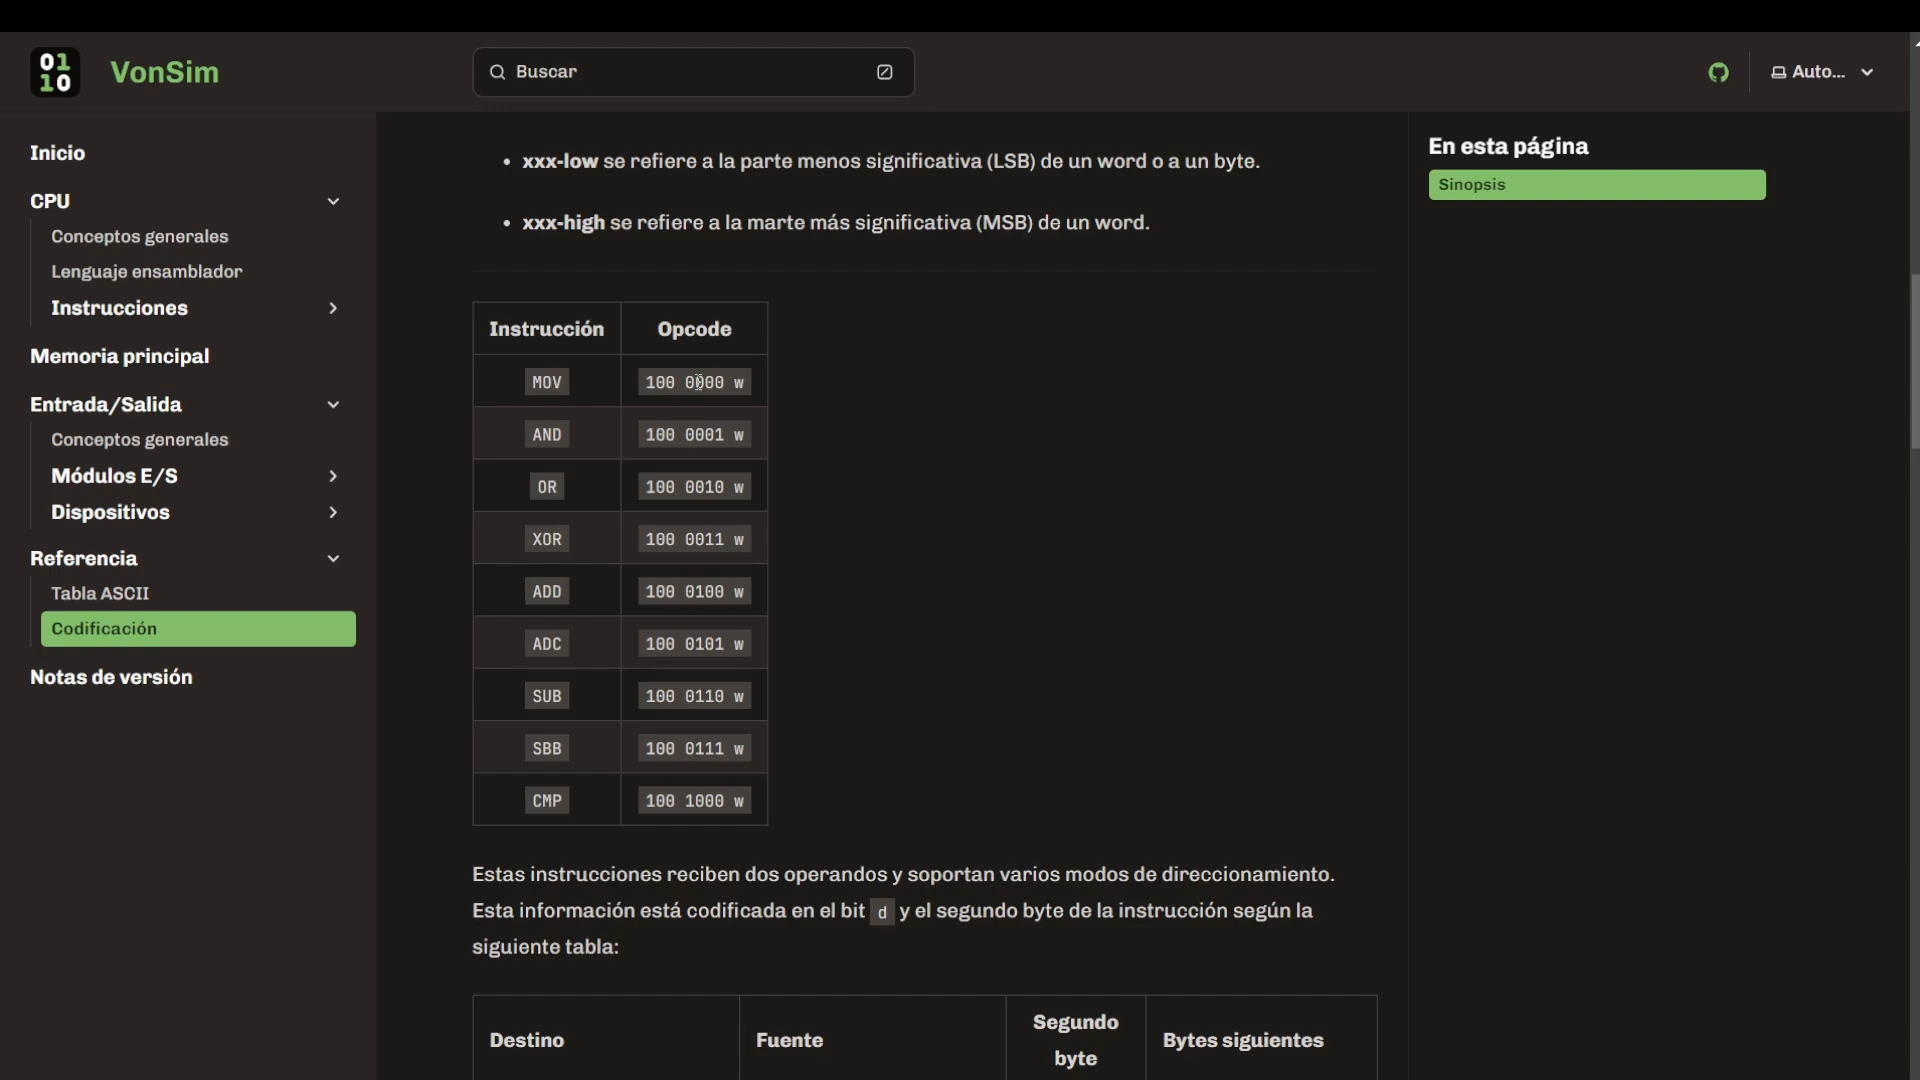 01
10
VonSim
Buscar
Auto...
Inicio
CPU
Conceptos generales
Lenguaje ensamblador
Instrucciones
Memoria principal
Entrada/Salida
Conceptos generales
Módulos E/S
Dispositivos
Referencia
Tabla ASCII
Codificación
Notas de versión
• xxx-low se refiere a la parte menos significativa (LSB) de un word o a un byte.
• xxx-high se refiere a la marte más significativa (MSB) de un word.
Instrucción Opcode
MOV 100 0000 w
AND 100 0001 w
OR 100 0010 w
XOR 100 0011 w
ADD 100 0100 w
ADC 100 0101 w
SUB 100 0110 w
SBB 100 0111 w
CMP 100 1000 w
Estas instrucciones reciben dos operandos y soportan varios modos de direccionamiento.
Esta información está codificada en el bit d y el segundo byte de la instrucción según la
siguiente tabla:
Destino Fuente Segundo byte Bytes siguientes
En esta página
Sinopsis